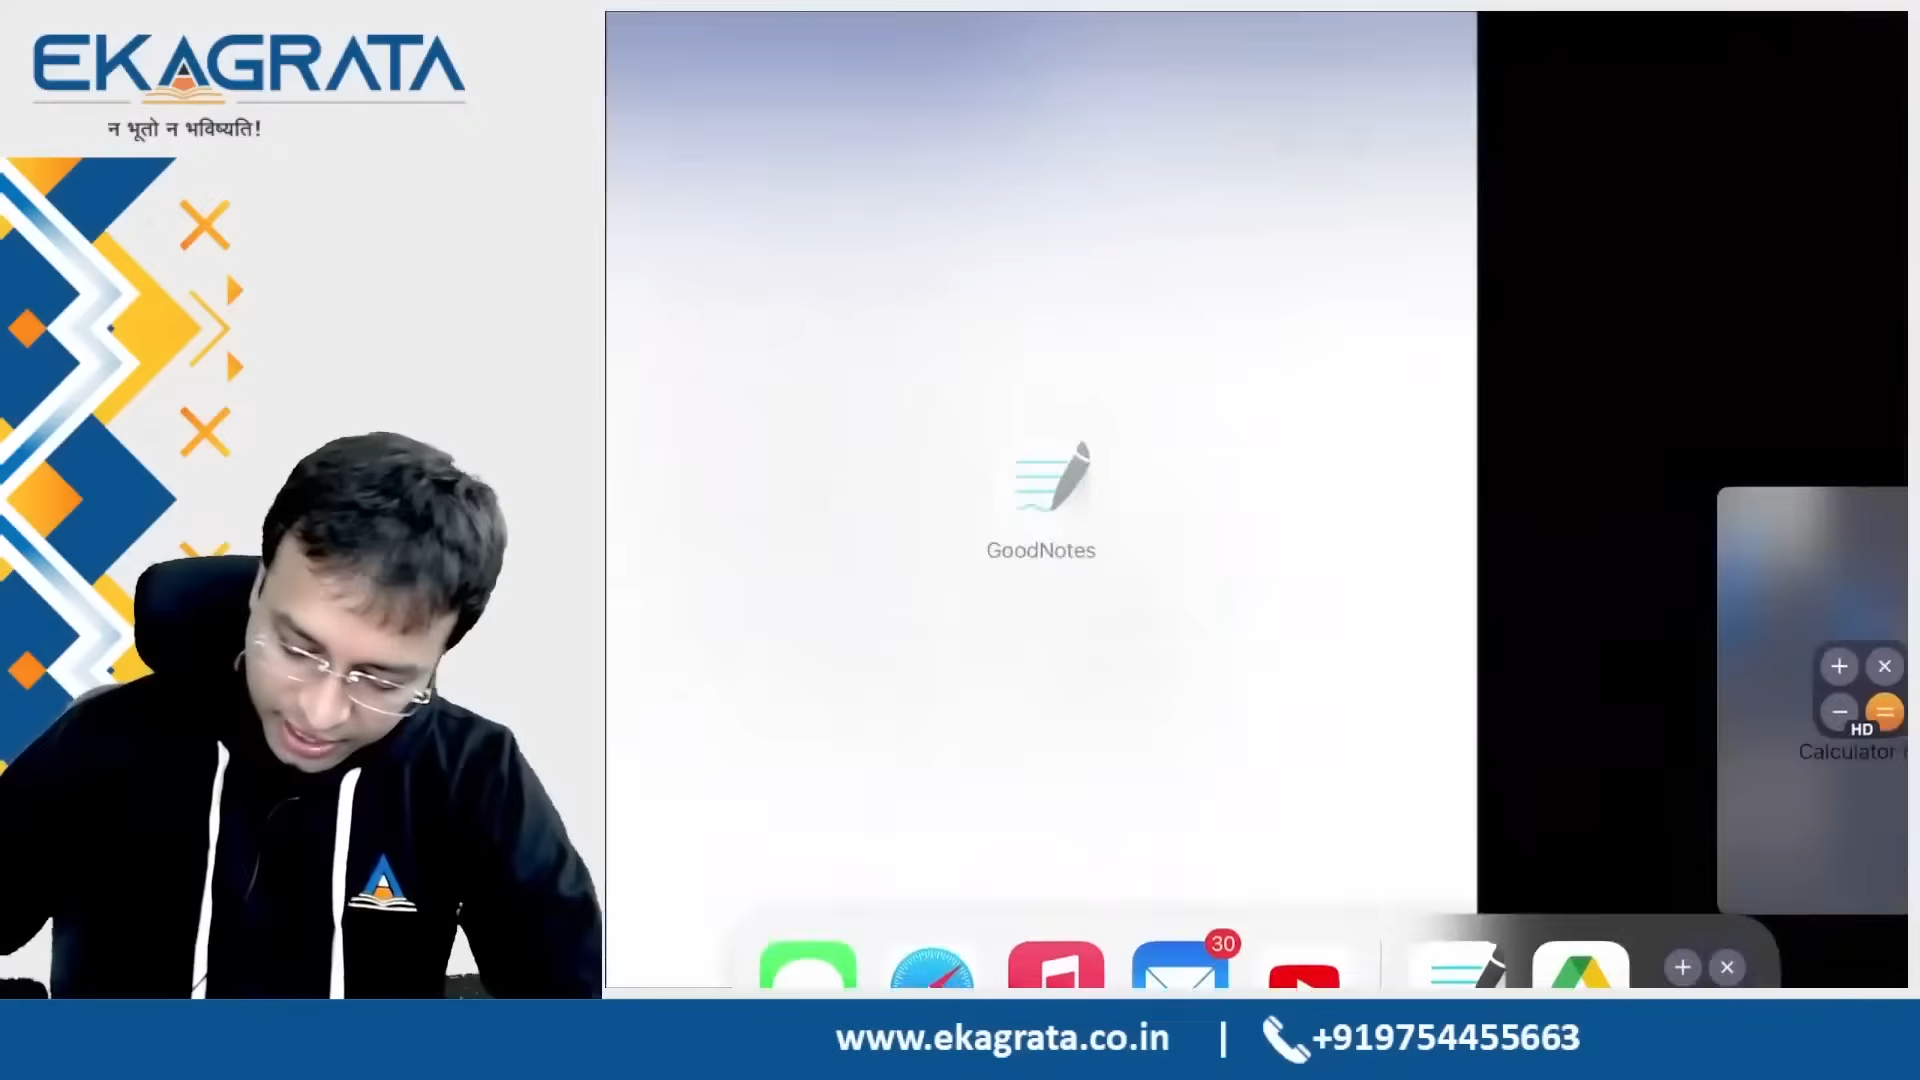 EKAGRATA
न भूतो न भविष्यति!
GoodNotes
HD
Calculator
30
www.ekagrata.co.in | +919754455663